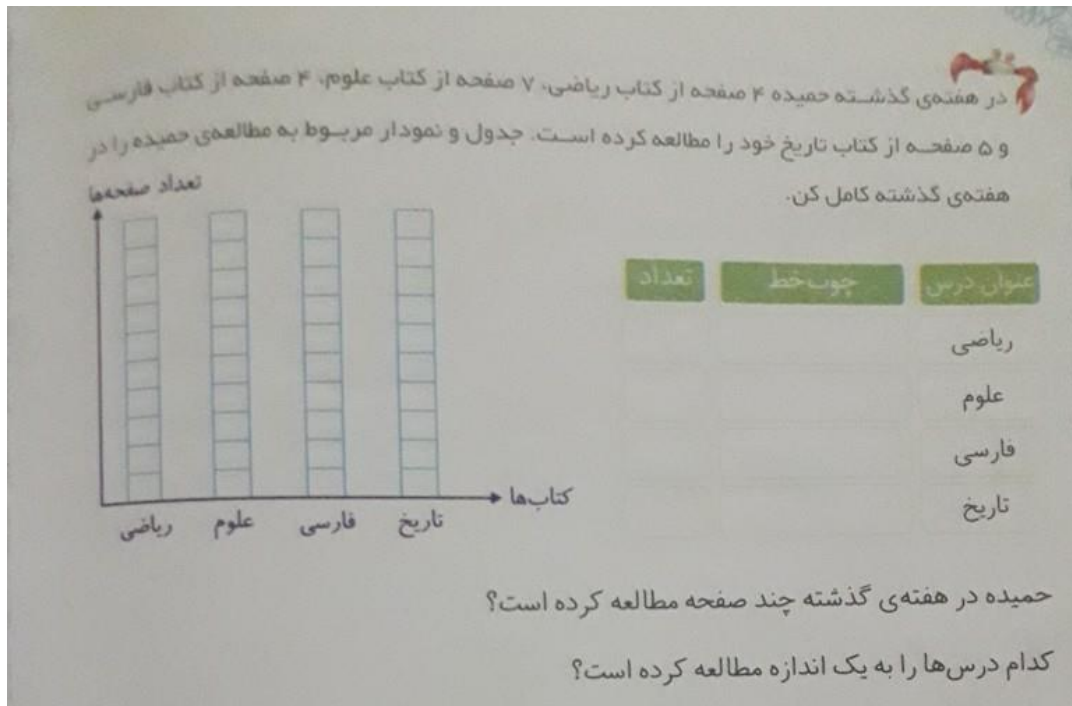 در هفته‌ی گذشته حمیده ۴ صفحه از کتاب ریاضی، ۷ صفحه از کتاب علوم، ۴ صفحه از کتاب فارسی
و ۵ صفحه از کتاب تاریخ خود را مطالعه کرده است. جدول و نمودار مربوط به مطالعه‌ی حمیده را در
هفته‌ی گذشته کامل کن.
عنوان درس چوب‌خط تعداد
ریاضی
علوم
فارسی
تاریخ
تعداد صفحه‌ها
کتاب‌ها
ریاضی علوم فارسی تاریخ
حمیده در هفته‌ی گذشته چند صفحه مطالعه کرده است؟
کدام درس‌ها را به یک اندازه مطالعه کرده است؟